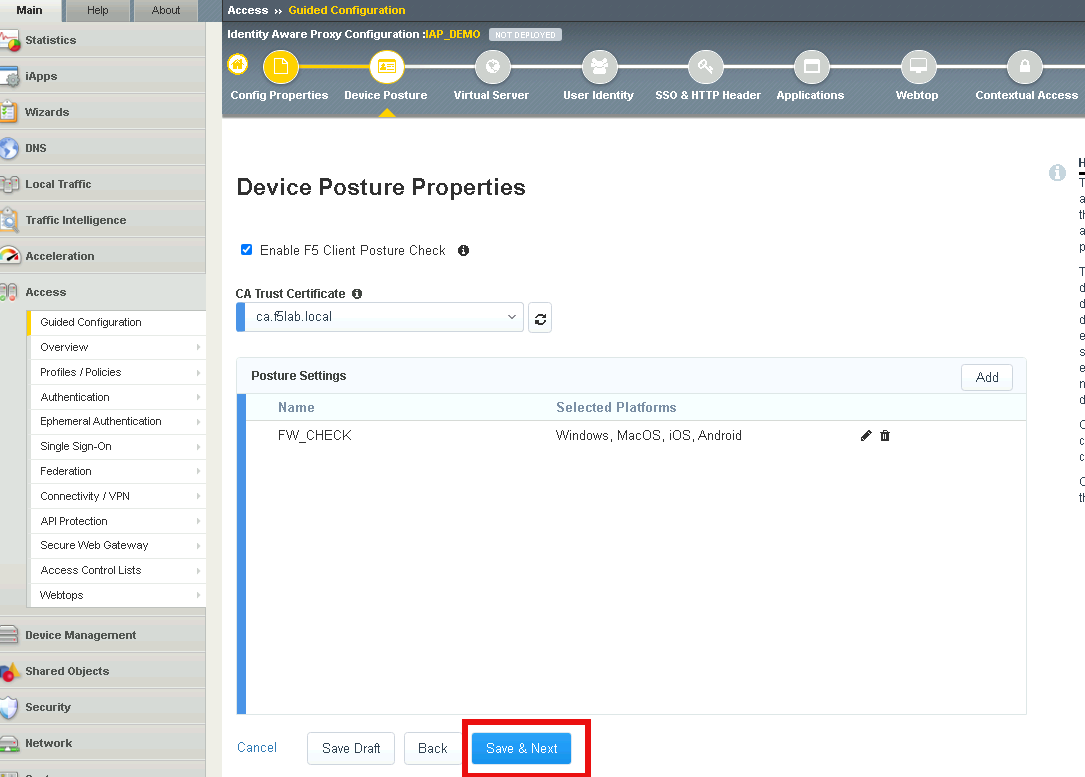 Main Help About
Access » Guided Configuration
Identity Aware Proxy Configuration :IAP_DEMO NOT DEPLOYED
Config Properties Device Posture Virtual Server User Identity SSO & HTTP Header Applications Webtop Contextual Access
Statistics
iApps
Wizards
DNS
Local Traffic
Traffic Intelligence
Acceleration
Access
Guided Configuration
Overview
Profiles / Policies
Authentication
Ephemeral Authentication
Single Sign-On
Federation
Connectivity / VPN
API Protection
Secure Web Gateway
Access Control Lists
Webtops
Device Management
Shared Objects
Security
Network
Device Posture Properties
Enable F5 Client Posture Check
CA Trust Certificate
ca.f5lab.local
Posture Settings Add
Name Selected Platforms
FW_CHECK Windows, MacOS, iOS, Android
Cancel Save Draft Back Save & Next